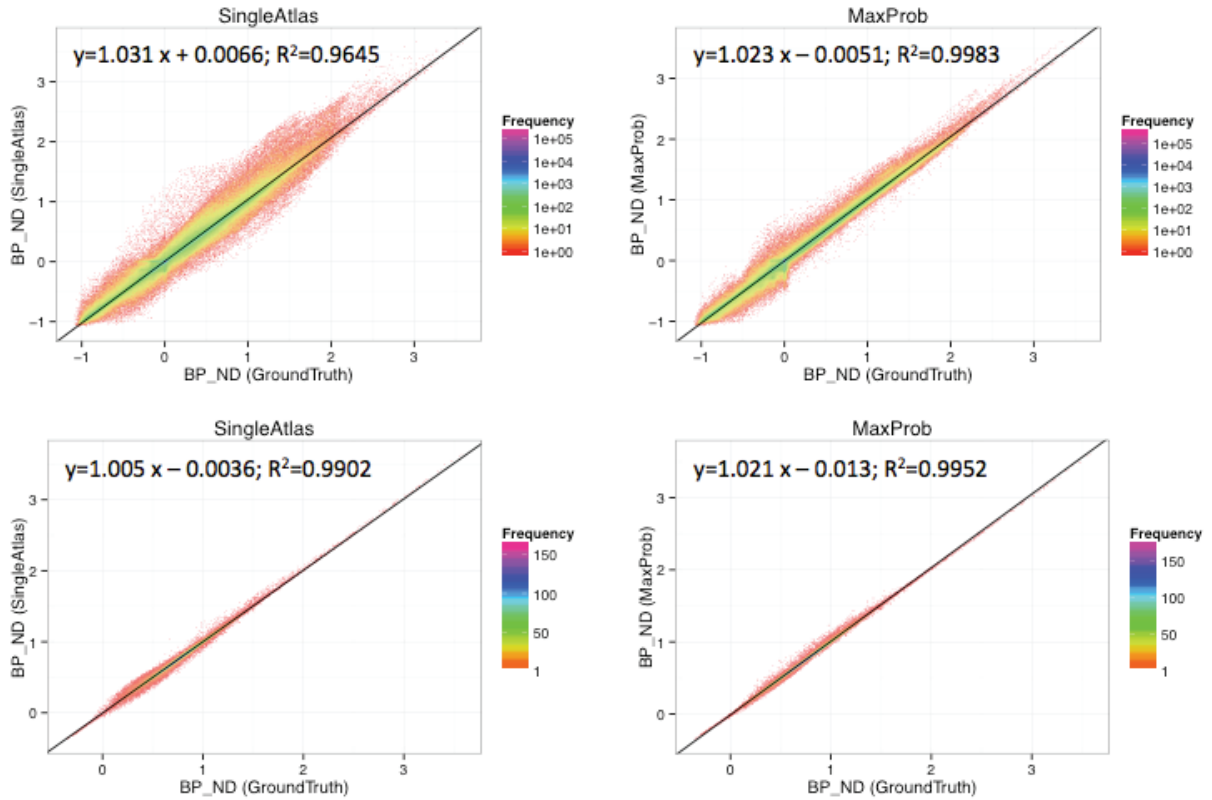 SingleAtlas
y=1.031 x + 0.0066; R²=0.9645
BP_ND (SingleAtlas)
3
2
1
0
−1
−1 0 1 2 3
BP_ND (GroundTruth)
Frequency
1e+05
1e+04
1e+03
1e+02
1e+01
1e+00
MaxProb
y=1.023 x – 0.0051; R²=0.9983
BP_ND (MaxProb)
3
2
1
0
−1
−1 0 1 2 3
BP_ND (GroundTruth)
Frequency
1e+05
1e+04
1e+03
1e+02
1e+01
1e+00
SingleAtlas
y=1.005 x – 0.0036; R²=0.9902
BP_ND (SingleAtlas)
3
2
1
0
0 1 2 3
BP_ND (GroundTruth)
Frequency
150
100
50
1
MaxProb
y=1.021 x – 0.013; R²=0.9952
BP_ND (MaxProb)
3
2
1
0
0 1 2 3
BP_ND (GroundTruth)
Frequency
150
100
50
1